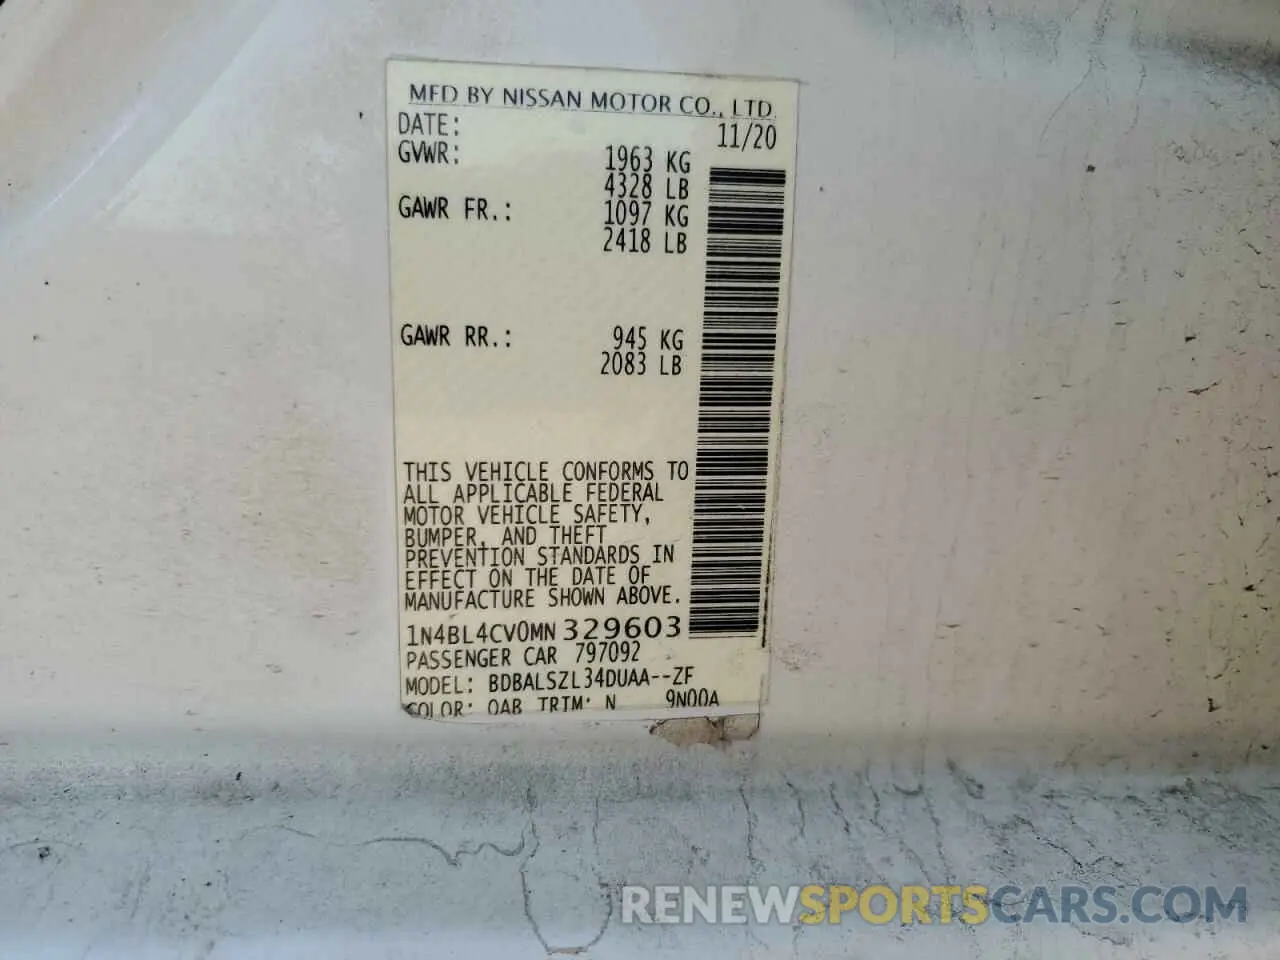 MFD BY NISSAN MOTOR CO., LTD.
DATE: 11/20
GVWR: 1963 KG
4328 LB
GAWR FR.: 1097 KG
2418 LB
GAWR RR.: 945 KG
2083 LB
THIS VEHICLE CONFORMS TO
ALL APPLICABLE FEDERAL
MOTOR VEHICLE SAFETY,
BUMPER, AND THEFT
PREVENTION STANDARDS IN
EFFECT ON THE DATE OF
MANUFACTURE SHOWN ABOVE.
1N4BL4CV0MN 329603
PASSENGER CAR 797092
MODEL: BDBALSZL34DUAA--ZF
COLOR: QAB TRIM: N 9N00A
RENEWSPORTSCARS.COM